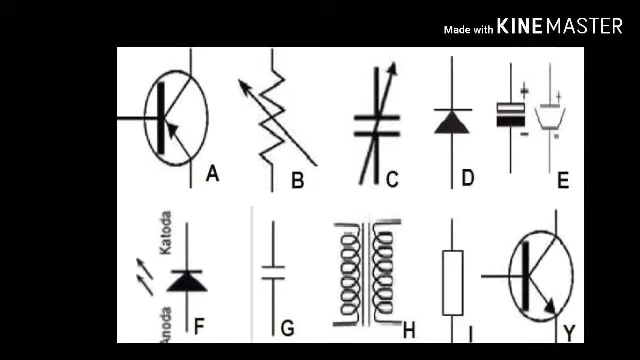 Made with KINEMASTER
A
B
C
D
+
-
+
E
Katoda
Anoda
F
G
H
I
Y